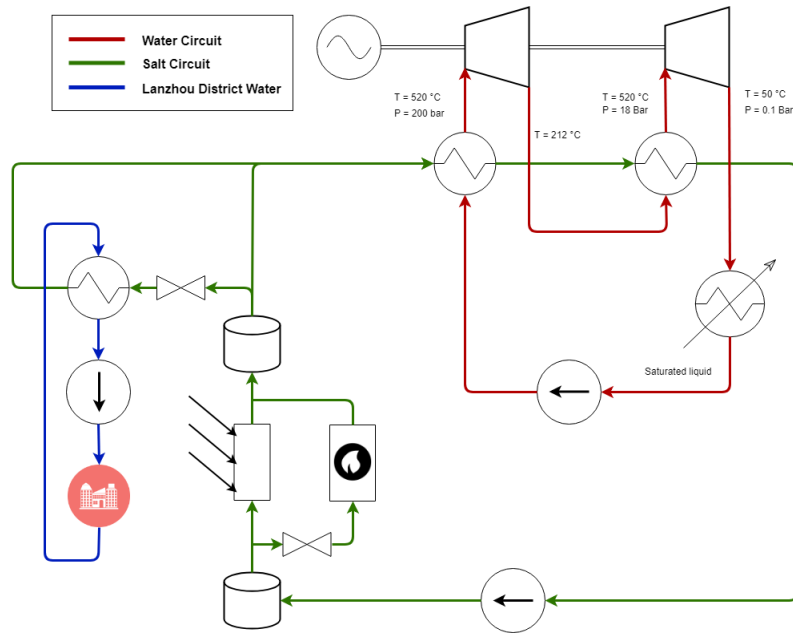 Water Circuit
Salt Circuit
Lanzhou District Water
T = 520 °C
P = 200 bar
T = 212 °C
T = 520 °C
P = 18 Bar
T = 50 °C
P = 0.1 Bar
Saturated liquid